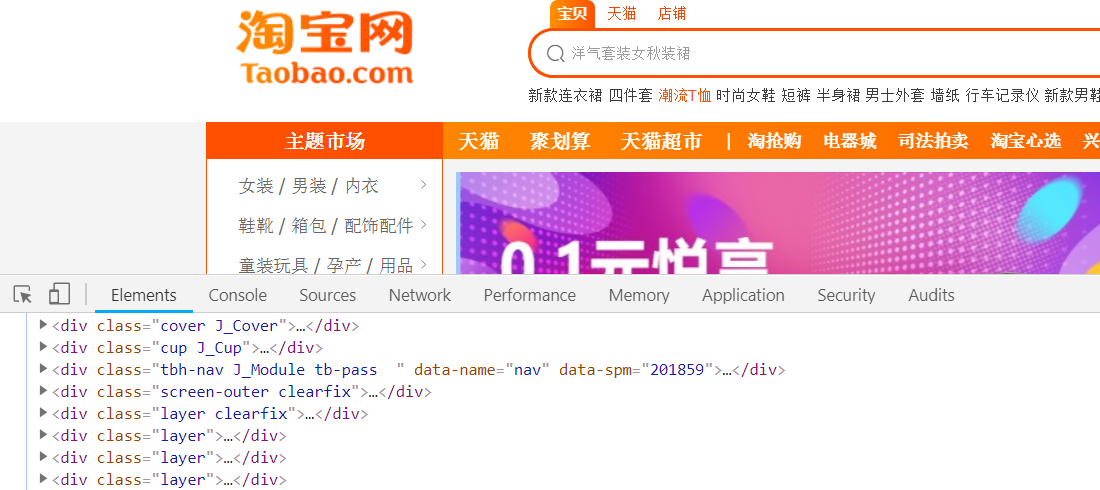 淘宝网
Taobao.com
宝贝 天猫 店铺
洋气套装女秋装裙
新款连衣裙 四件套 潮流T恤 时尚女鞋 短裤 半身裙 男士外套 墙纸 行车记录仪 新款男鞋
主题市场 天猫 聚划算 天猫超市 | 淘抢购 电器城 司法拍卖 淘宝心选 兴
女装 / 男装 / 内衣 >
鞋靴 / 箱包 / 配饰配件 >
童装玩具 / 孕产 / 用品 >
0.1元悦享
Elements Console Sources Network Performance Memory Application Security Audits
<div class="cover J_Cover">…</div>
<div class="cup J_Cup">…</div>
<div class="tbh-nav J_Module tb-pass  " data-name="nav" data-spm="201859">…</div>
<div class="screen-outer clearfix">…</div>
<div class="layer clearfix">…</div>
<div class="layer">…</div>
<div class="layer">…</div>
<div class="layer">…</div>